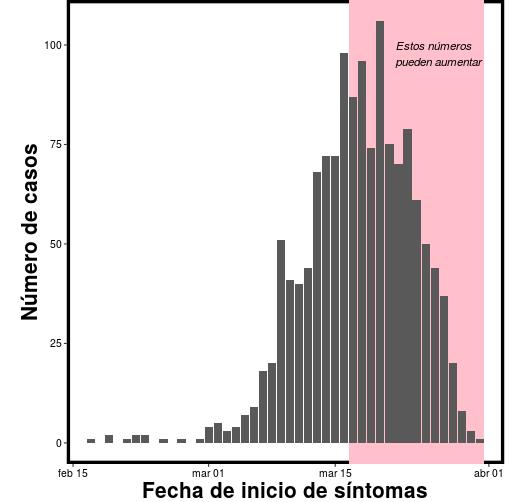 Estos números
pueden aumentar
100
75
50
25
0
Número de casos
feb 15
mar 01
mar 15
abr 01
Fecha de inicio de síntomas